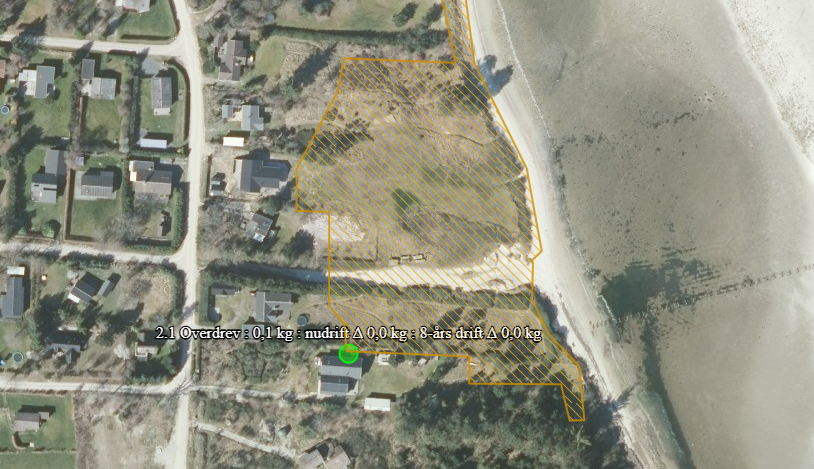 2.1 Overdrev : 0,1 kg : nudrift Δ 0,0 kg : 8-års drift Δ 0,0 kg